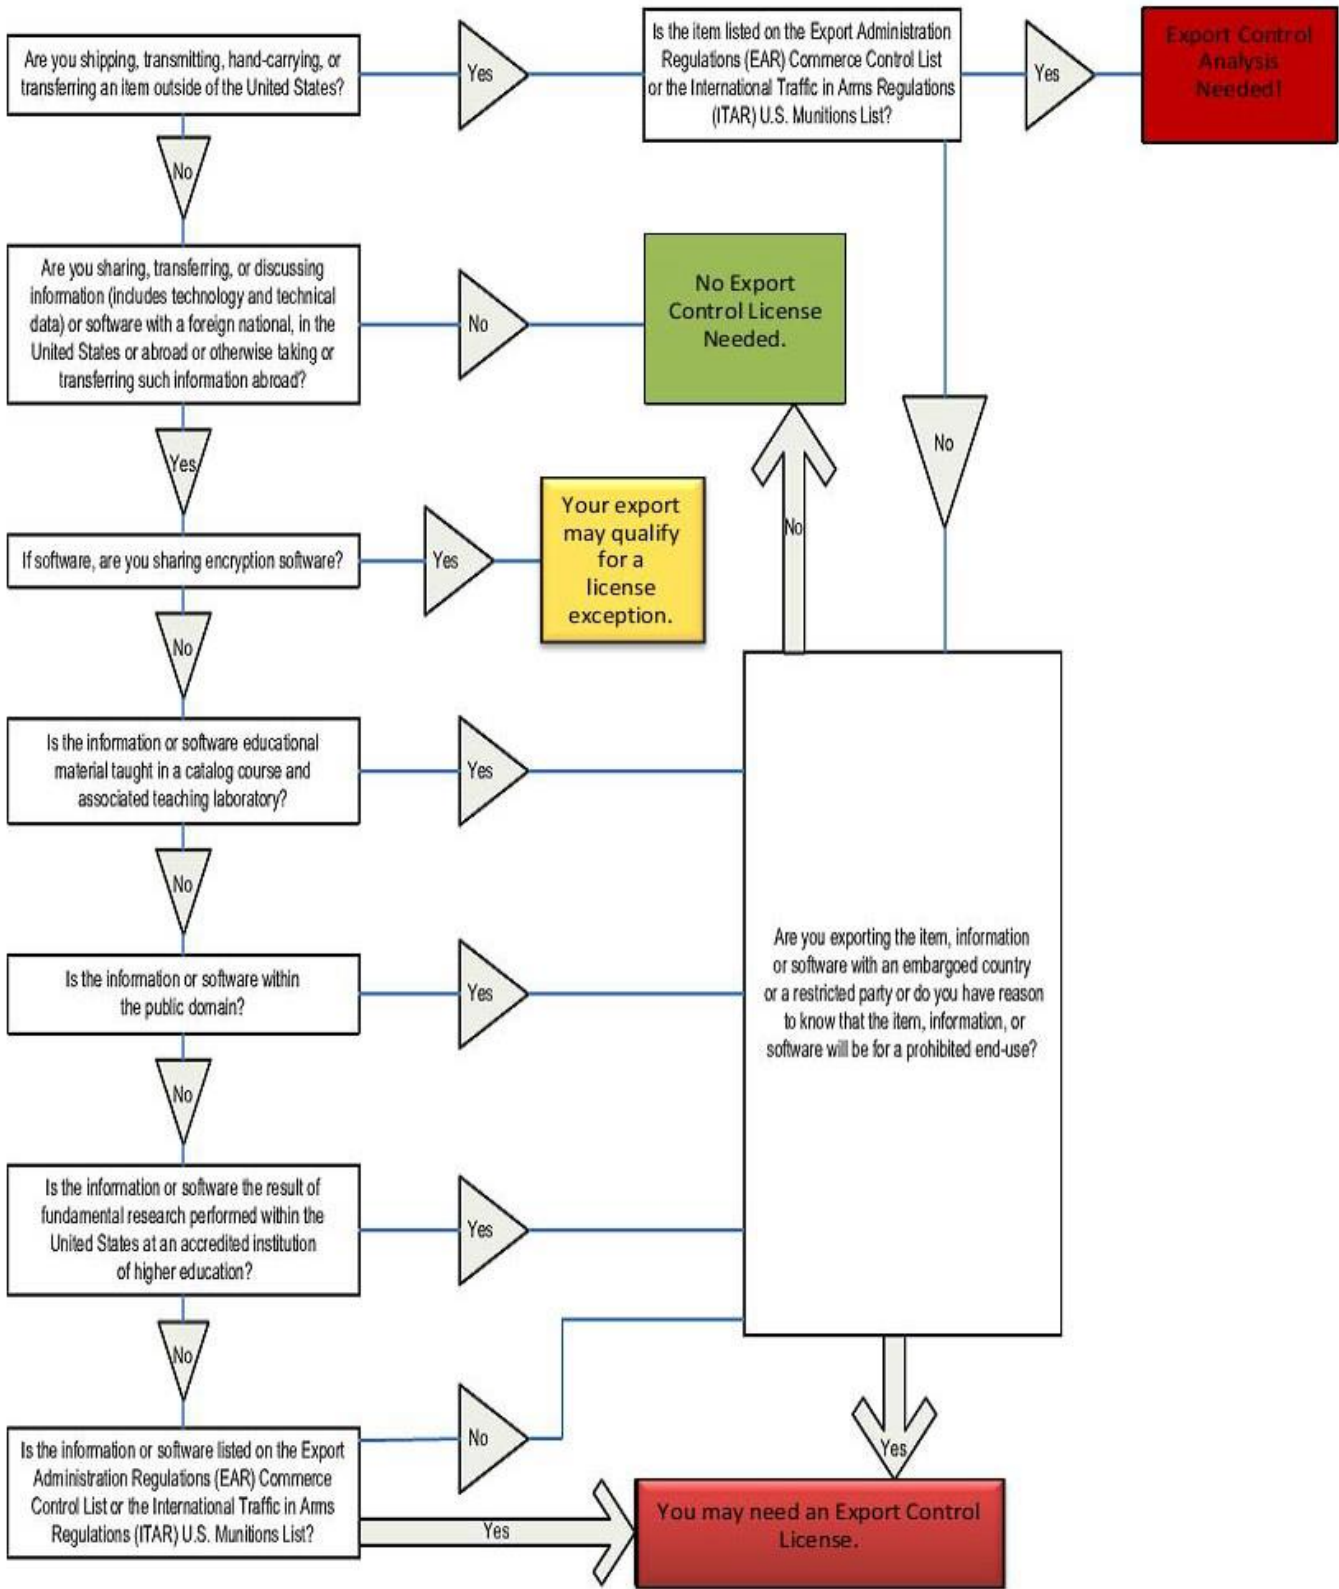 Are you shipping, transmitting, hand-carrying, or
transferring an item outside of the United States?
Yes
Is the item listed on the Export Administration
Regulations (EAR) Commerce Control List
or the International Traffic in Arms Regulations
(ITAR) U.S. Munitions List?
Yes
Export Control
Analysis
Needed!
No
Are you sharing, transferring, or discussing
information (includes technology and technical
data) or software with a foreign national, in the
United States or abroad or otherwise taking or
transferring such information abroad?
No
No Export
Control License
Needed.
No
Yes
No
If software, are you sharing encryption software?
Yes
Your export
may qualify
for a
license
exception.
No
Is the information or software educational
material taught in a catalog course and
associated teaching laboratory?
Yes
No
Is the information or software within
the public domain?
Yes
Are you exporting the item, information
or software with an embargoed country
or a restricted party or do you have reason
to know that the item, information, or
software will be for a prohibited end-use?
No
Is the information or software the result of
fundamental research performed within the
United States at an accredited institution
of higher education?
Yes
No
Is the information or software listed on the Export
Administration Regulations (EAR) Commerce
Control List or the International Traffic in Arms
Regulations (ITAR) U.S. Munitions List?
No
Yes
Yes
You may need an Export Control
License.